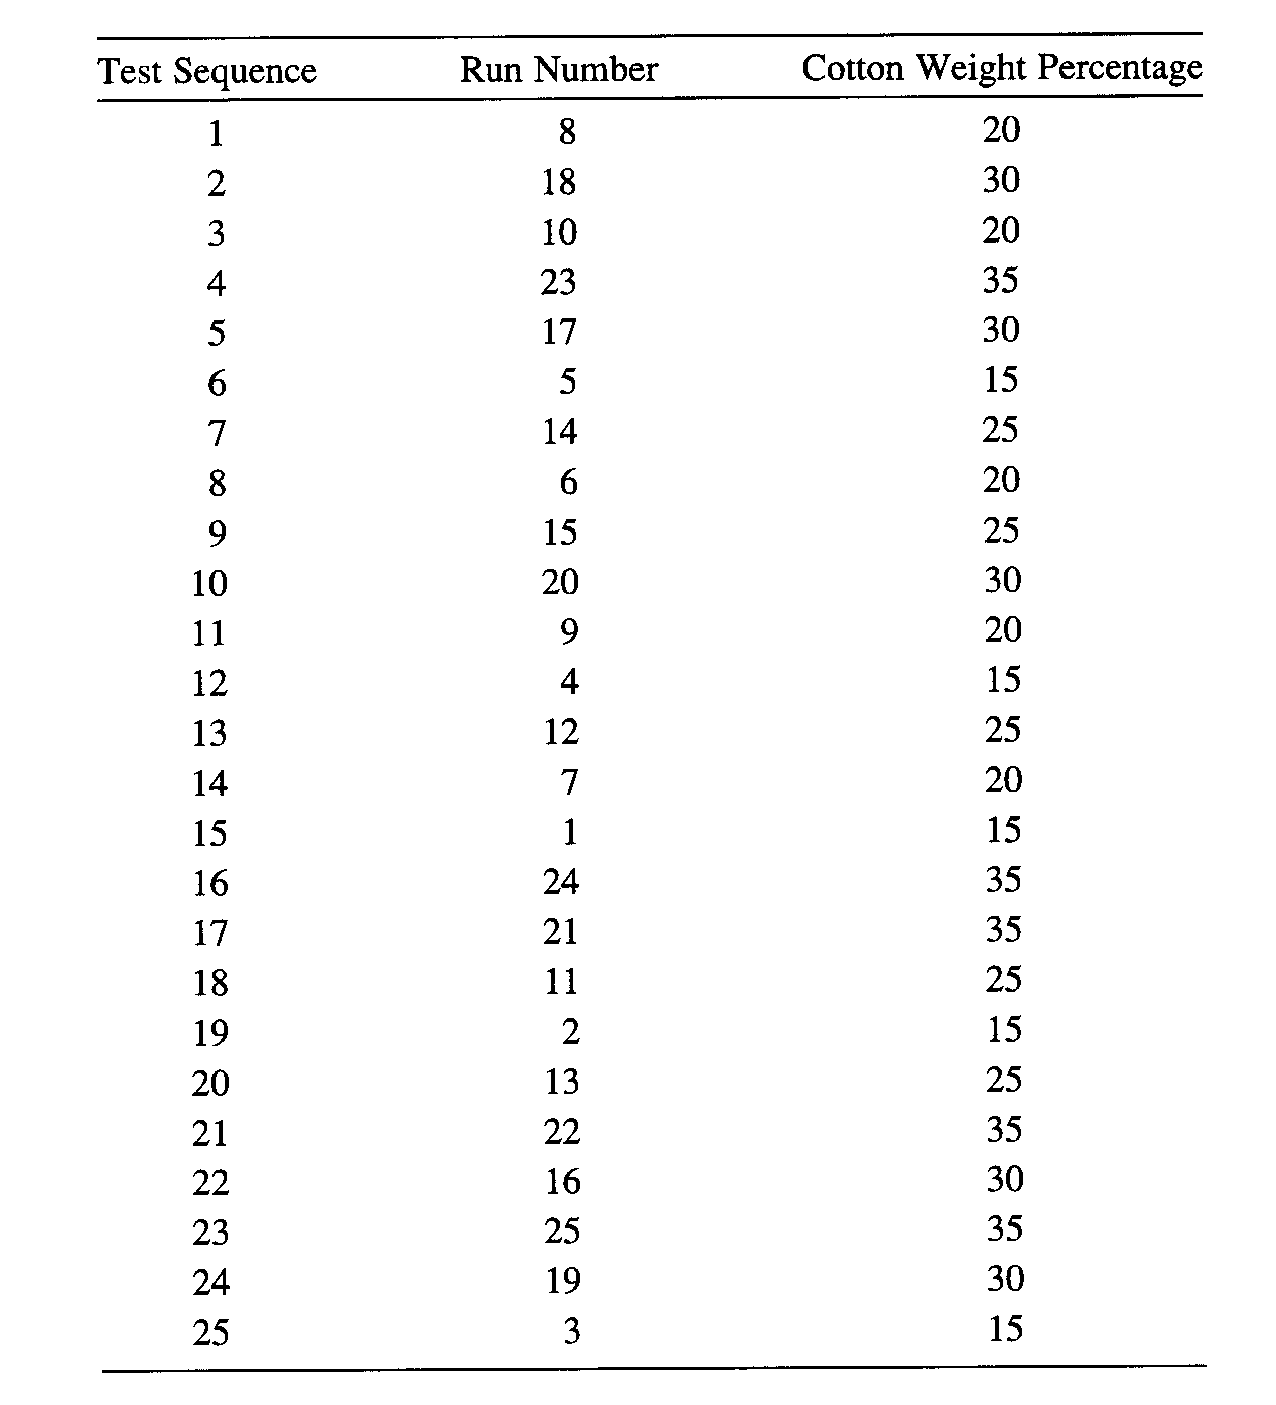 Test Sequence Run Number Cotton Weight Percentage
1 8 20
2 18 30
3 10 20
4 23 35
5 17 30
6 5 15
7 14 25
8 6 20
9 15 25
10 20 30
11 9 20
12 4 15
13 12 25
14 7 20
15 1 15
16 24 35
17 21 35
18 11 25
19 2 15
20 13 25
21 22 35
22 16 30
23 25 35
24 19 30
25 3 15